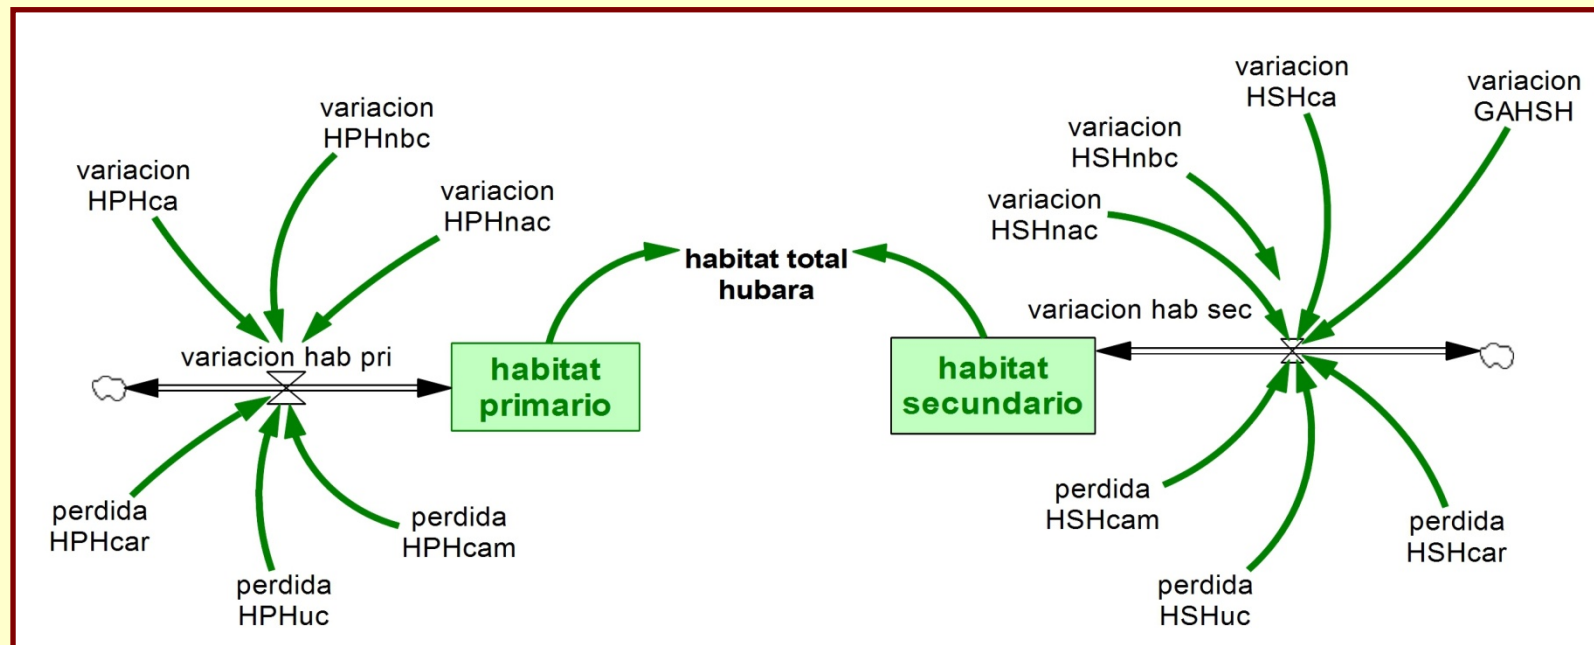 variacion
HPHca
variacion
HPHnbc
variacion
HPHnac
variacion hab pri
habitat
primario
perdida
HPHcar
perdida
HPHuc
perdida
HPHcam
habitat total
hubara
variacion
HSHnac
variacion
HSHnbc
variacion
HSHca
variacion
GAHSH
variacion hab sec
habitat
secundario
perdida
HSHcam
perdida
HSHuc
perdida
HSHcar